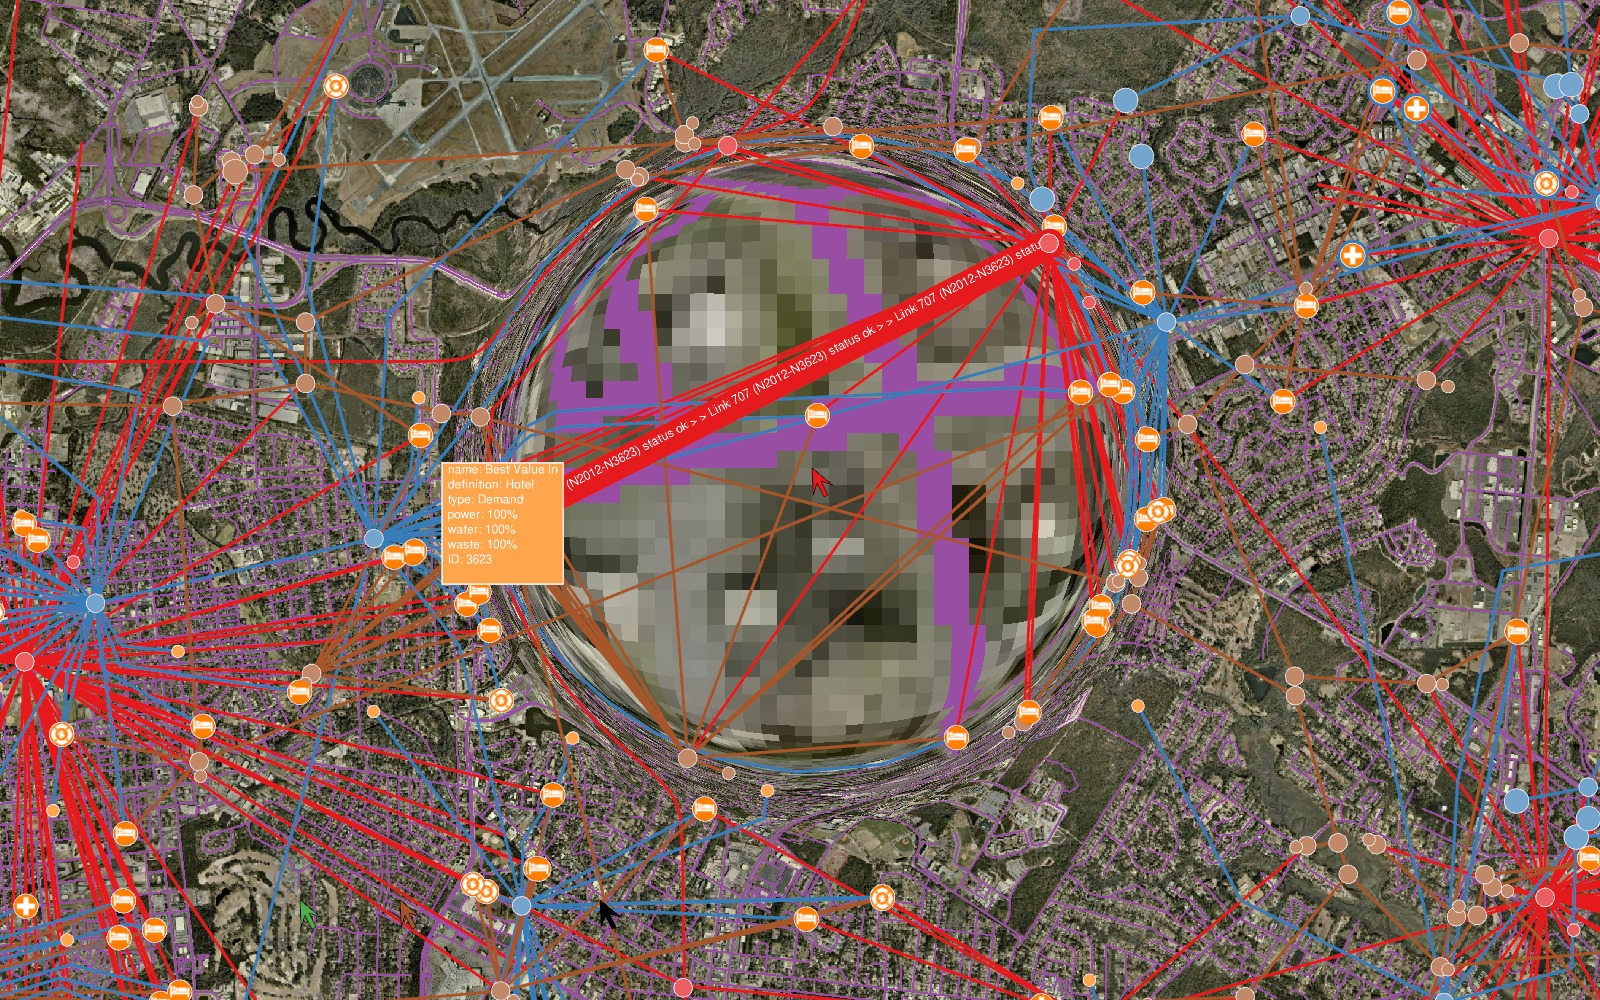 name: Best Value In
definition: Hotel
type: Demand
power: 100%
water: 100%
waste: 100%
ID: 3623
(N2012-N3623) status ok > > Link 707 (N2012-N3623) status ok > > Link 707 (N2012-N3623) statu